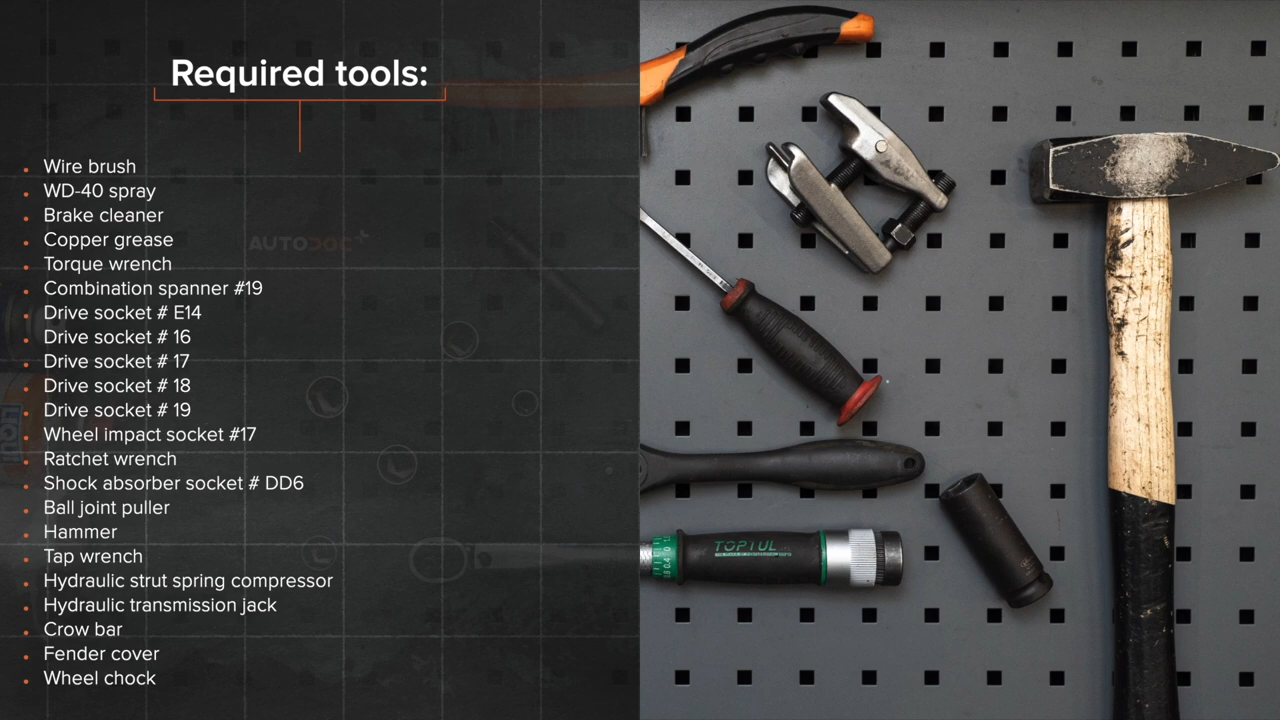 Required tools:
Wire brush
WD-40 spray
Brake cleaner
Copper grease
Torque wrench
Combination spanner #19
Drive socket # E14
Drive socket # 16
Drive socket # 17
Drive socket # 18
Drive socket # 19
Wheel impact socket #17
Ratchet wrench
Shock absorber socket # DD6
Ball joint puller
Hammer
Tap wrench
Hydraulic strut spring compressor
Hydraulic transmission jack
Crow bar
Fender cover
Wheel chock
AUTODOC
TOPTUL